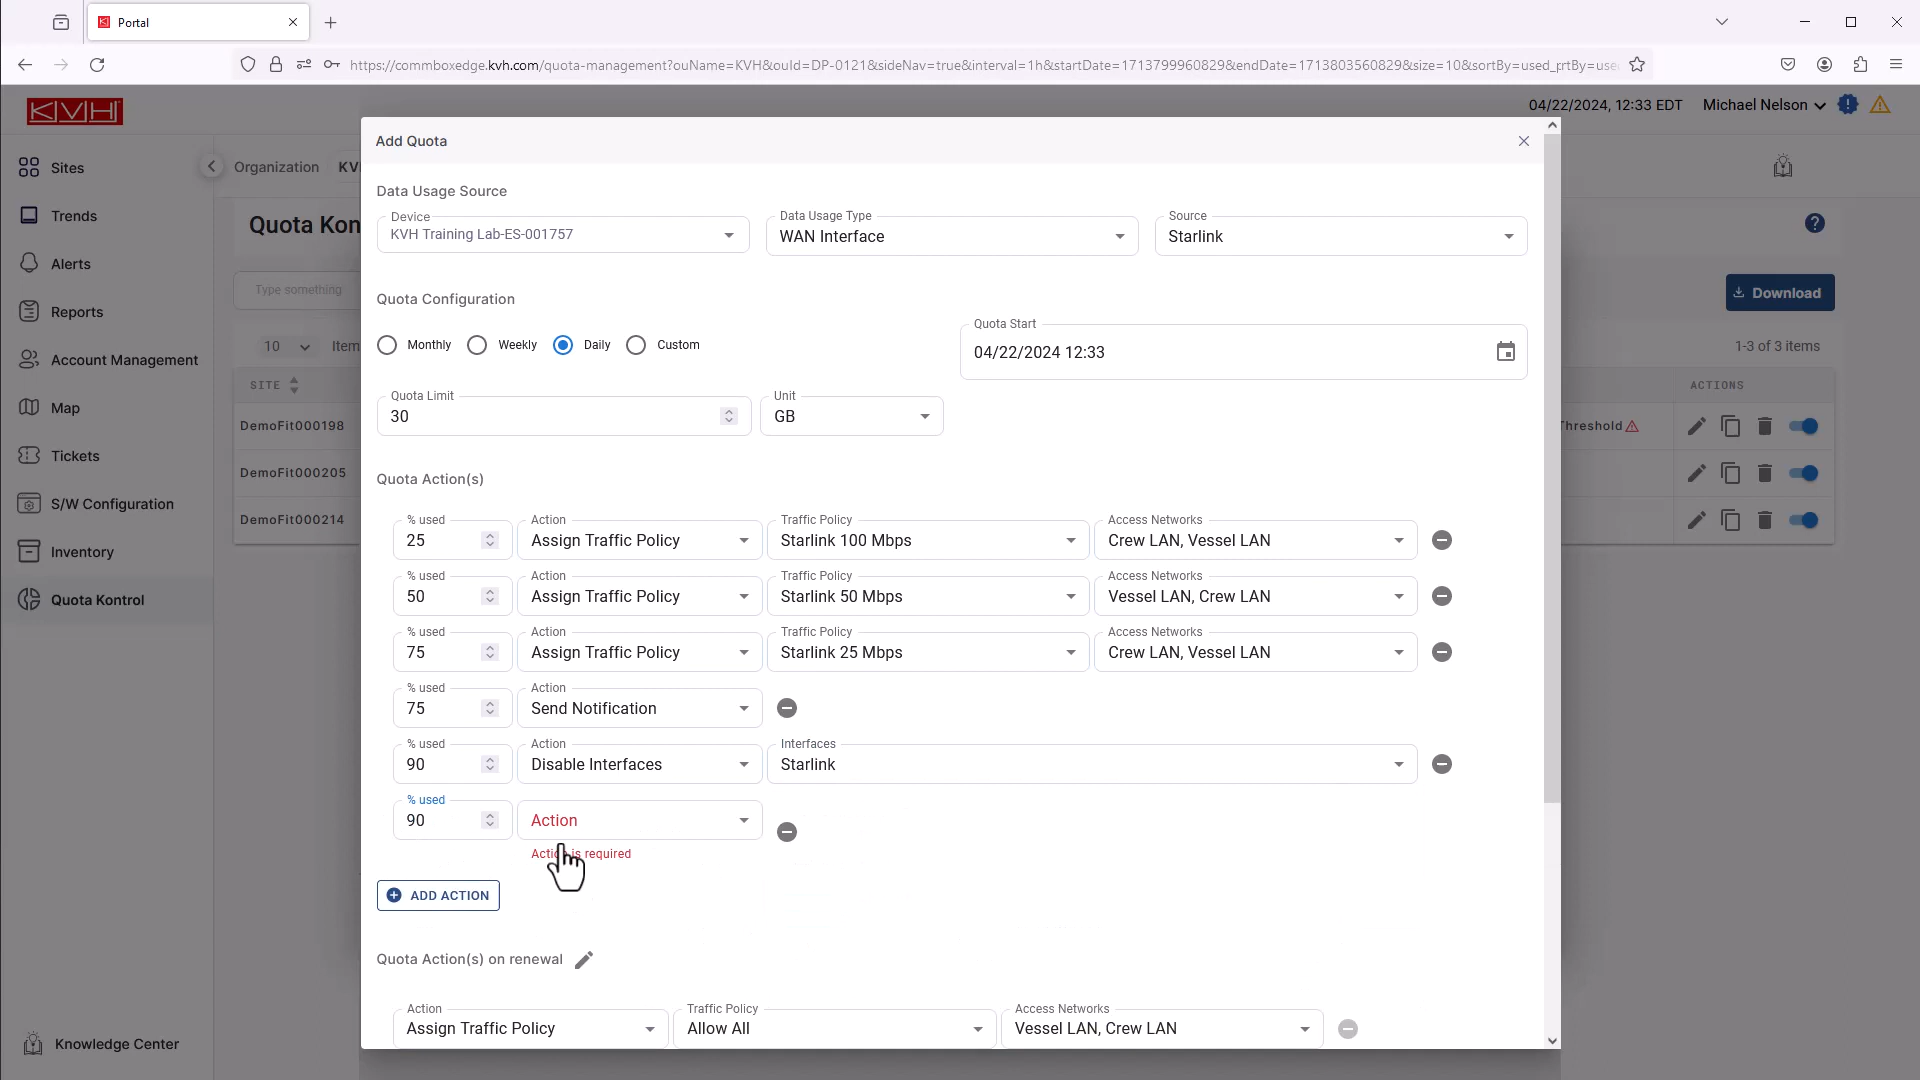 Portal
https://commboxedge.kvh.com/quota-management?ouName=KVH&ouId=DP-0121&sideNav=true&interval=1h&startDate=1713799960829&endDate=1713803560829&size=10&sortBy=used_prtBy=use
KVH
04/22/2024, 12:33 EDT
Michael Nelson
Sites
Trends
Alerts
Reports
Account Management
Map
Tickets
S/W Configuration
Inventory
Quota Kontrol
Knowledge Center
Organization KV
Quota Kon
Type something
Download
10 Item
1-3 of 3 items
SITE
ACTIONS
DemoFit000198
Threshold
DemoFit000205
DemoFit000214
Add Quota
Data Usage Source
Device
KVH Training Lab-ES-001757
Data Usage Type
WAN Interface
Source
Starlink
Quota Configuration
Monthly Weekly Daily Custom
Quota Start
04/22/2024 12:33
Quota Limit
30
Unit
GB
Quota Action(s)
% used Action Traffic Policy Access Networks
25 Assign Traffic Policy Starlink 100 Mbps Crew LAN, Vessel LAN
% used Action Traffic Policy Access Networks
50 Assign Traffic Policy Starlink 50 Mbps Vessel LAN, Crew LAN
% used Action Traffic Policy Access Networks
75 Assign Traffic Policy Starlink 25 Mbps Crew LAN, Vessel LAN
% used Action
75 Send Notification
% used Action Interfaces
90 Disable Interfaces Starlink
% used
90 Action
Action is required
ADD ACTION
Quota Action(s) on renewal
Action Traffic Policy Access Networks
Assign Traffic Policy Allow All Vessel LAN, Crew LAN